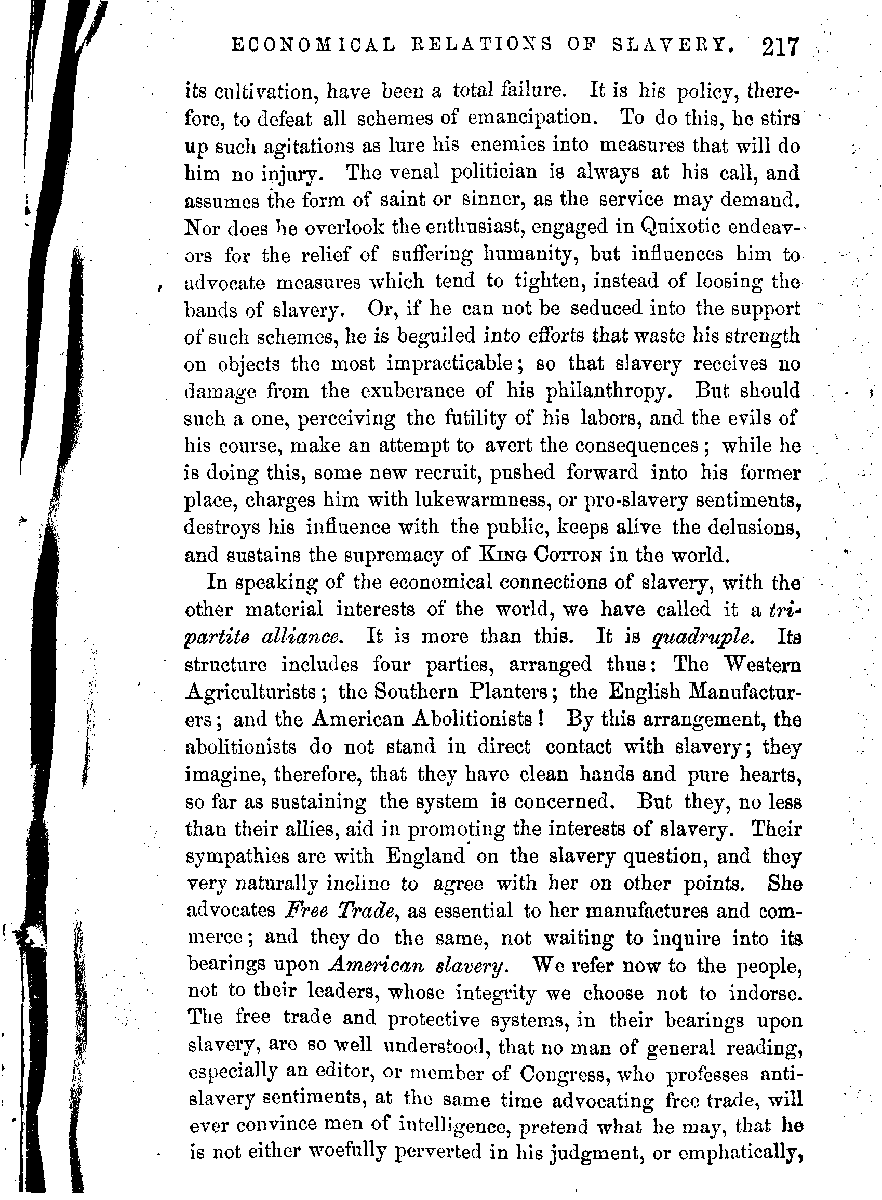 ECONOMICAL RELATIONS OF SLAVERY. 217
its cultivation, have been a total failure. It is his policy, there-
fore, to defeat all schemes of emancipation. To do this, he stirs
up such agitations as lure his enemies into measures that will do
him no injury. The venal politician is always at his call, and
assumes the form of saint or sinner, as the service may demand.
Nor does he overlook the enthusiast, engaged in Quixotic endeav-
ors for the relief of suffering humanity, but influences him to
advocate measures which tend to tighten, instead of loosing the
bands of slavery. Or, if he can not be seduced into the support
of such schemes, he is beguiled into efforts that waste his strength
on objects the most impracticable; so that slavery receives no
damage from the exuberance of his philanthropy. But should
such a one, perceiving the futility of his labors, and the evils of
his course, make an attempt to avert the consequences; while he
is doing this, some new recruit, pushed forward into his former
place, charges him with lukewarmness, or pro-slavery sentiments,
destroys his influence with the public, keeps alive the delusions,
and sustains the supremacy of KING COTTON in the world.
In speaking of the economical connections of slavery, with the
other material interests of the world, we have called it a tri-
partite alliance. It is more than this. It is quadruple. Its
structure includes four parties, arranged thus: The Western
Agriculturists; the Southern Planters; the English Manufactur-
ers; and the American Abolitionists! By this arrangement, the
abolitionists do not stand in direct contact with slavery; they
imagine, therefore, that they have clean hands and pure hearts,
so far as sustaining the system is concerned. But they, no less
than their allies, aid in promoting the interests of slavery. Their
sympathies are with England on the slavery question, and they
very naturally incline to agree with her on other points. She
advocates Free Trade, as essential to her manufactures and com-
merce; and they do the same, not waiting to inquire into its
bearings upon American slavery. We refer now to the people,
not to their leaders, whose integrity we choose not to indorse.
The free trade and protective systems, in their bearings upon
slavery, are so well understood, that no man of general reading,
especially an editor, or member of Congress, who professes anti-
slavery sentiments, at the same time advocating free trade, will
ever convince men of intelligence, pretend what he may, that he
is not either woefully perverted in his judgment, or emphatically,